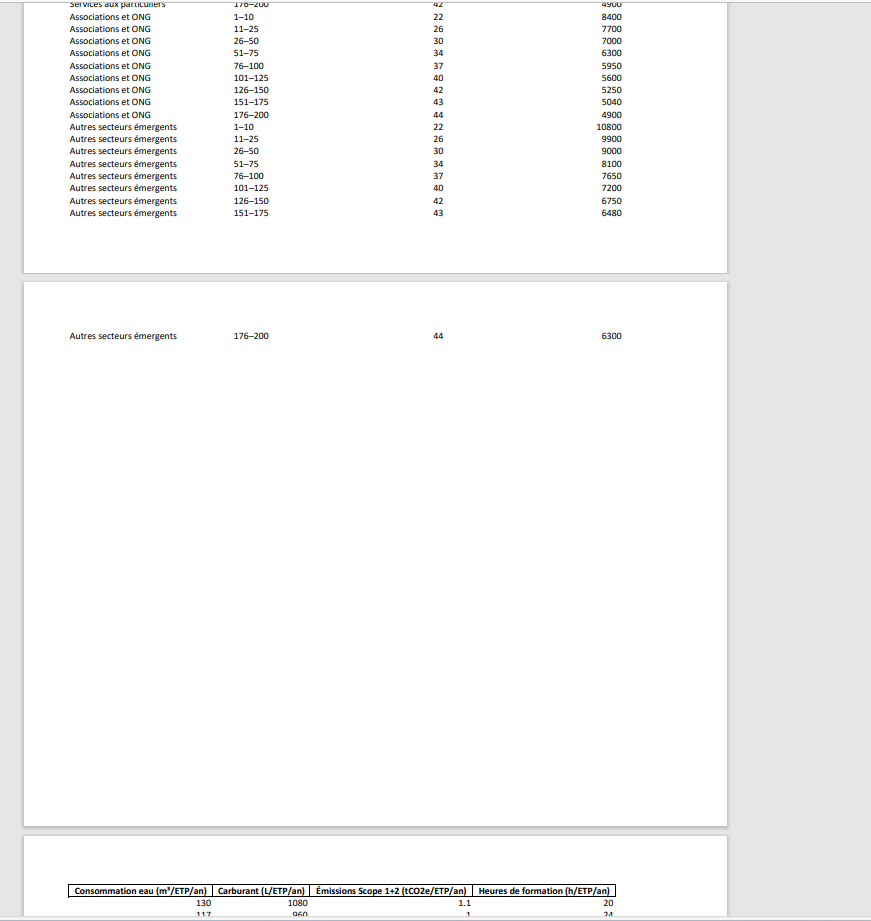 Services aux particuliers 176–200 42 4900
Associations et ONG 1–10 22 8400
Associations et ONG 11–25 26 7700
Associations et ONG 26–50 30 7000
Associations et ONG 51–75 34 6300
Associations et ONG 76–100 37 5950
Associations et ONG 101–125 40 5600
Associations et ONG 126–150 42 5250
Associations et ONG 151–175 43 5040
Associations et ONG 176–200 44 4900
Autres secteurs émergents 1–10 22 10800
Autres secteurs émergents 11–25 26 9900
Autres secteurs émergents 26–50 30 9000
Autres secteurs émergents 51–75 34 8100
Autres secteurs émergents 76–100 37 7650
Autres secteurs émergents 101–125 40 7200
Autres secteurs émergents 126–150 42 6750
Autres secteurs émergents 151–175 43 6480
Autres secteurs émergents 176–200 44 6300
Consommation eau (m³/ETP/an) Carburant (L/ETP/an) Émissions Scope 1+2 (tCO2e/ETP/an) Heures de formation (h/ETP/an)
130 1080 1.1 20
117 960 1 24